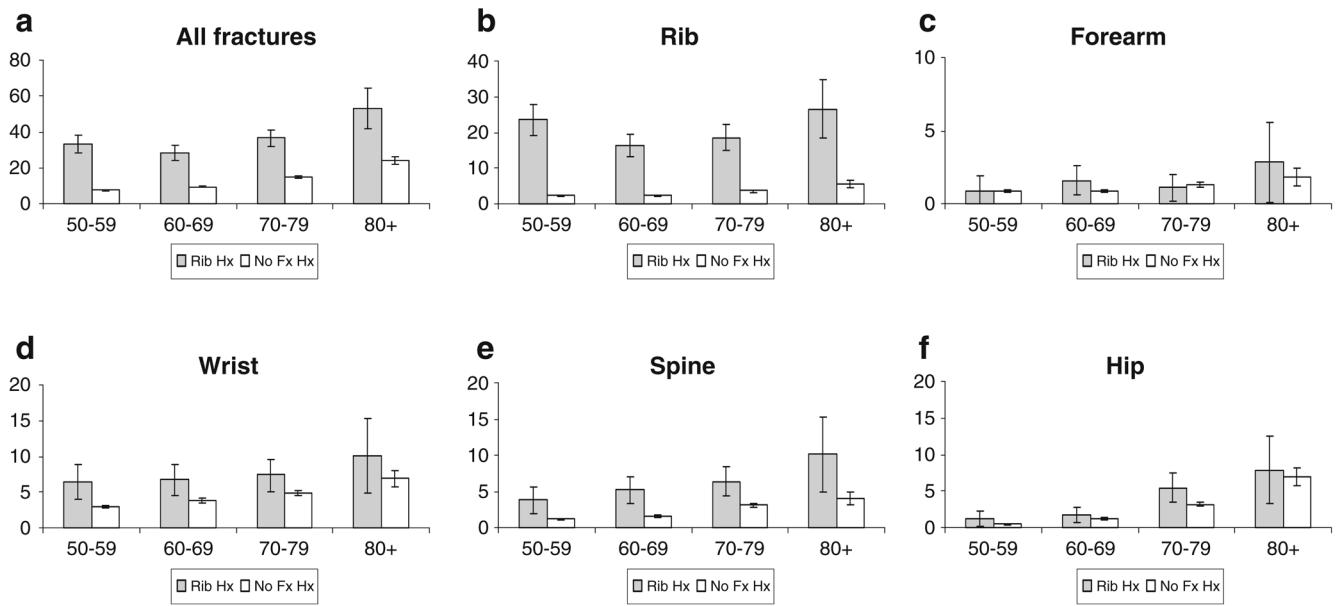 a
All fractures
80
60
40
20
0
50-59 60-69 70-79 80+
Rib Hx No Fx Hx
b
Rib
40
30
20
10
0
50-59 60-69 70-79 80+
Rib Hx No Fx Hx
c
Forearm
10
5
0
50-59 60-69 70-79 80+
Rib Hx No Fx Hx
d
Wrist
20
15
10
5
0
50-59 60-69 70-79 80+
Rib Hx No Fx Hx
e
Spine
20
15
10
5
0
50-59 60-69 70-79 80+
Rib Hx No Fx Hx
f
Hip
20
15
10
5
0
50-59 60-69 70-79 80+
Rib Hx No Fx Hx